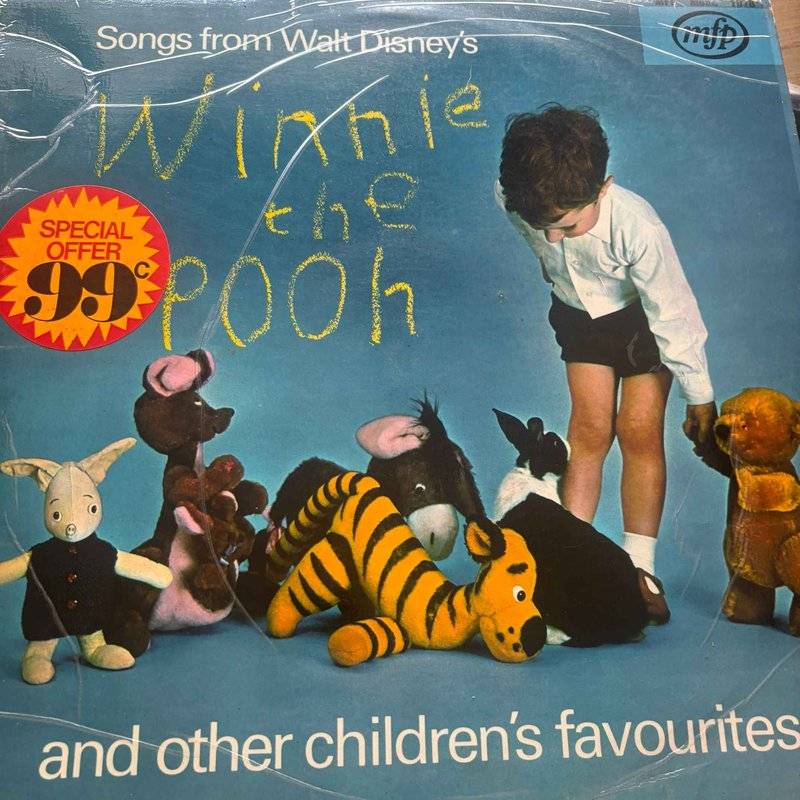 Songs from Walt Disney's
mfp
Winnie
the
pooh
SPECIAL
OFFER
99c
and other children's favourites